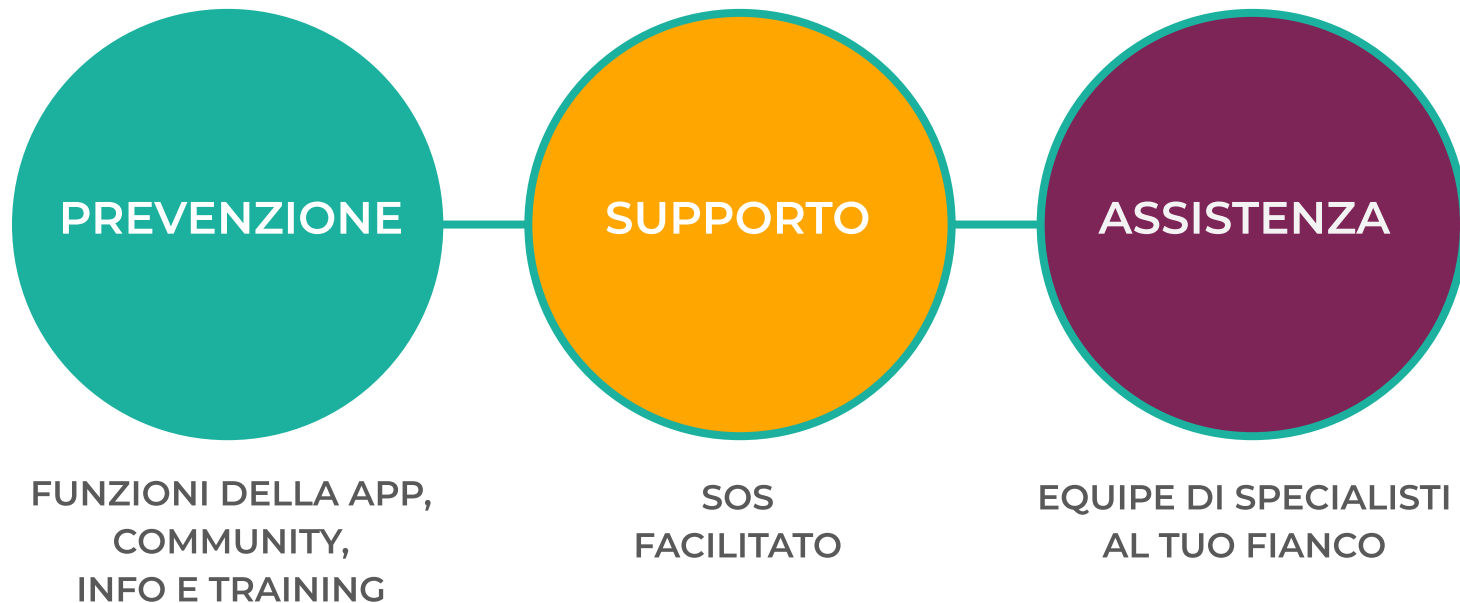 PREVENZIONE
FUNZIONI DELLA APP,
COMMUNITY,
INFO E TRAINING
SUPPORTO
SOS
FACILITATO
ASSISTENZA
EQUIPE DI SPECIALISTI
AL TUO FIANCO